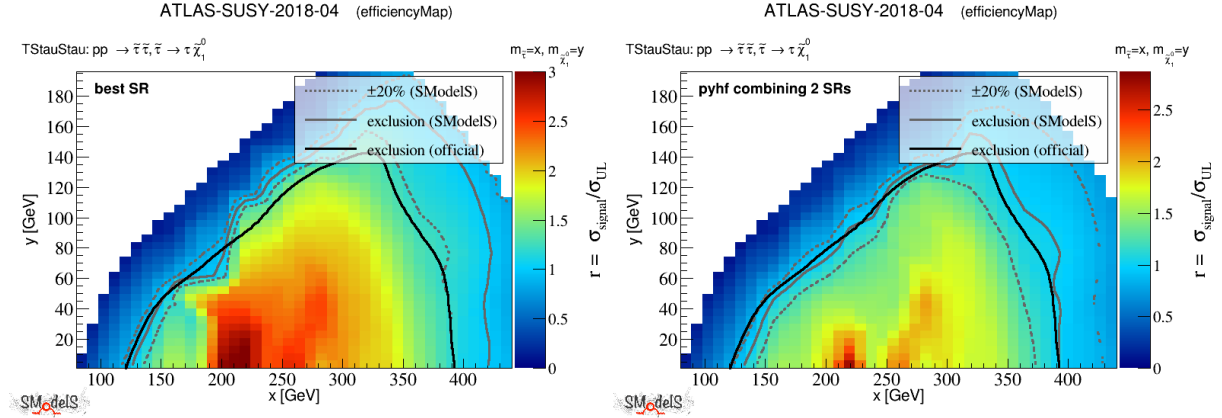 ATLAS-SUSY-2018-04 (efficiencyMap)
TStauStau: pp → τ̃ τ̃, τ̃ → τ χ̃₁⁰
m_τ̃=x, m_χ̃₁⁰=y
best SR
±20% (SModelS)
exclusion (SModelS)
exclusion (official)
y [GeV]
180
160
140
120
100
80
60
40
20
100 150 200 250 300 350 400
x [GeV]
3
2.5
2
1.5
1
0.5
0
r = σ_signal/σ_UL
SModelS
ATLAS-SUSY-2018-04 (efficiencyMap)
TStauStau: pp → τ̃ τ̃, τ̃ → τ χ̃₁⁰
m_τ̃=x, m_χ̃₁⁰=y
pyhf combining 2 SRs
±20% (SModelS)
exclusion (SModelS)
exclusion (official)
y [GeV]
180
160
140
120
100
80
60
40
20
100 150 200 250 300 350 400
x [GeV]
2.5
2
1.5
1
0.5
0
r = σ_signal/σ_UL
SModelS